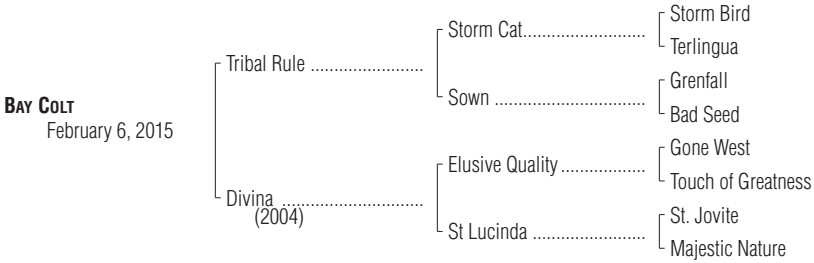 Storm Bird
Storm Cat..........................
Terlingua
Tribal Rule ........................
Grenfall
Sown ................................
Bad Seed
BAY COLT
February 6, 2015
Gone West
Elusive Quality ..................
Touch of Greatness
Divina ..............................
(2004)
St. Jovite
St Lucinda ........................
Majestic Nature